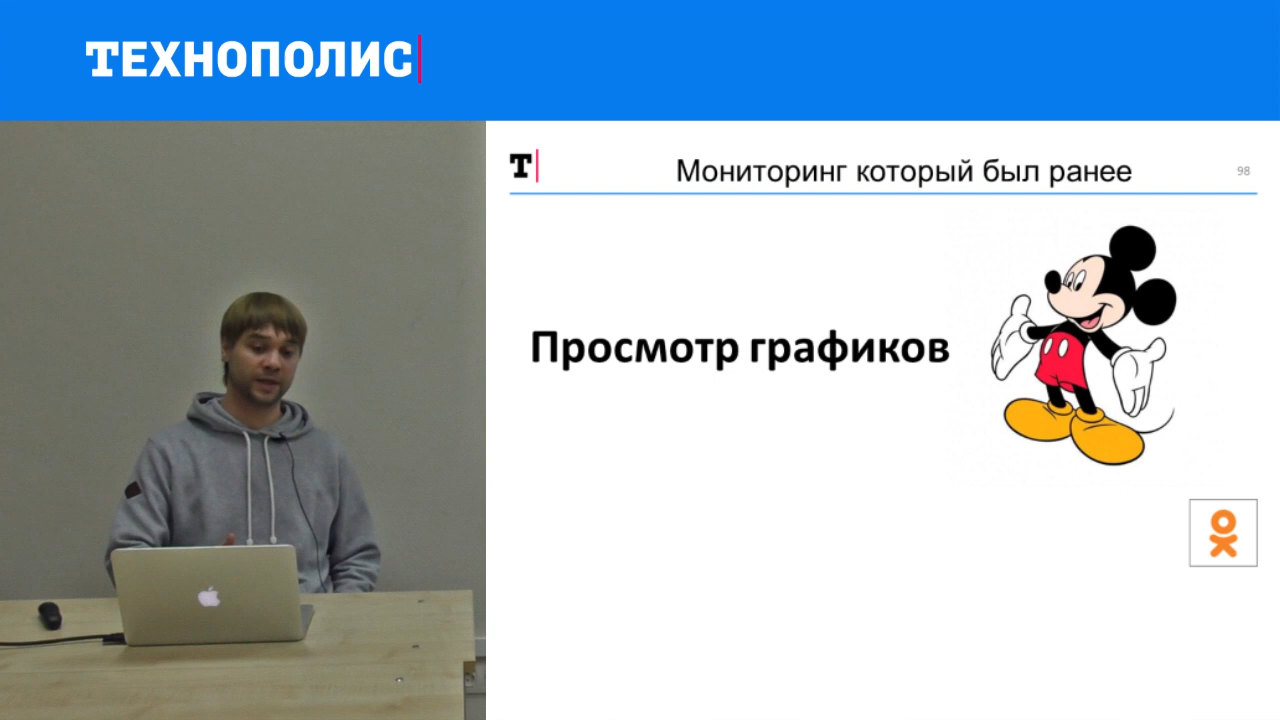 ТЕХНОПОЛИС
Т
Мониторинг который был ранее
98
Просмотр графиков